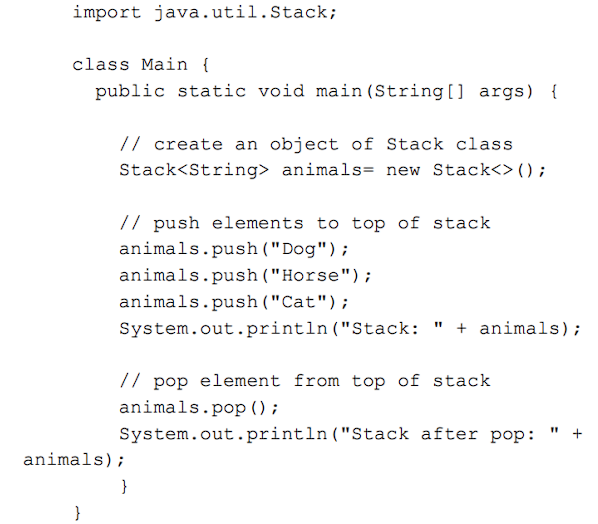 import java.util.Stack;
class Main {
public static void main(String[] args) {
// create an object of Stack class
Stack<String> animals= new Stack<>();
// push elements to top of stack
animals.push("Dog");
animals.push("Horse");
animals.push("Cat");
System.out.println("Stack: " + animals);
// pop element from top of stack
animals.pop();
System.out.println("Stack after pop: " +
animals);
}
}